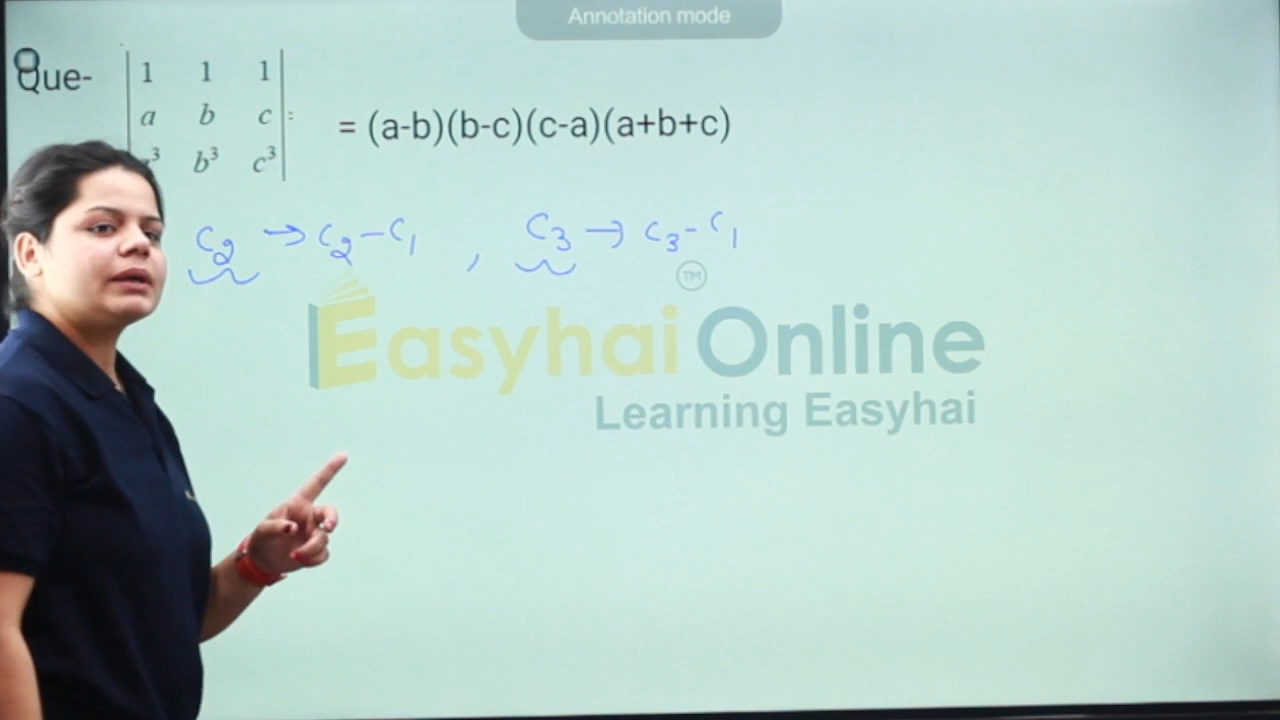 Annotation mode
Que-
1 1 1
a b c
= (a-b)(b-c)(c-a)(a+b+c)
³ b³ c³
C₂ → C₂-C₁ , C₃ → C₃-C₁
TM
Easyhai Online
Learning Easyhai